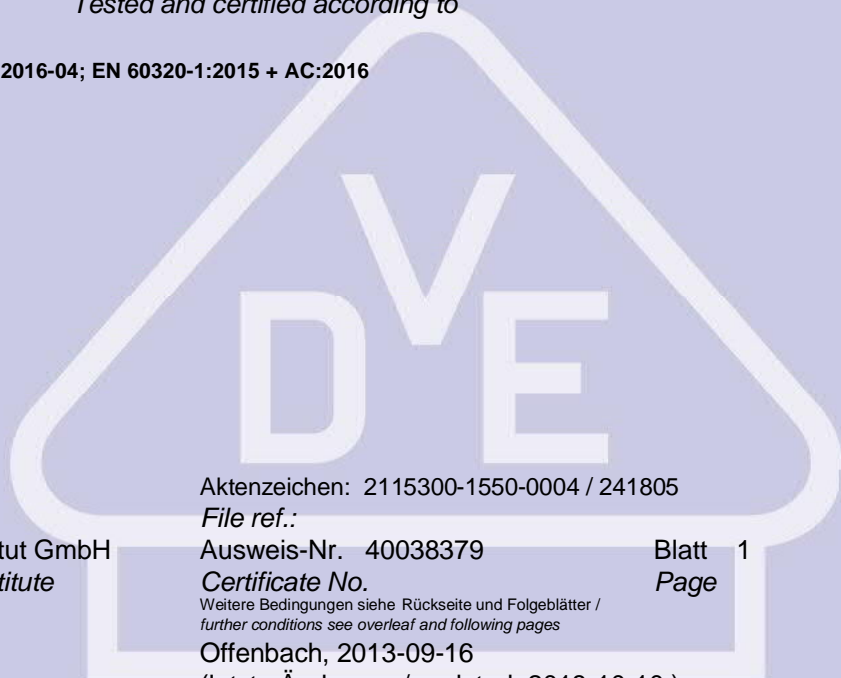 Tested and certified according to
2016-04; EN 60320-1:2015 + AC:2016
VDE
Aktenzeichen: 2115300-1550-0004 / 241805
File ref.:
tut GmbH Ausweis-Nr. 40038379 Blatt 1
titute Certificate No. Page
Weitere Bedingungen siehe Rückseite und Folgeblätter /
further conditions see overleaf and following pages
Offenbach, 2013-09-16